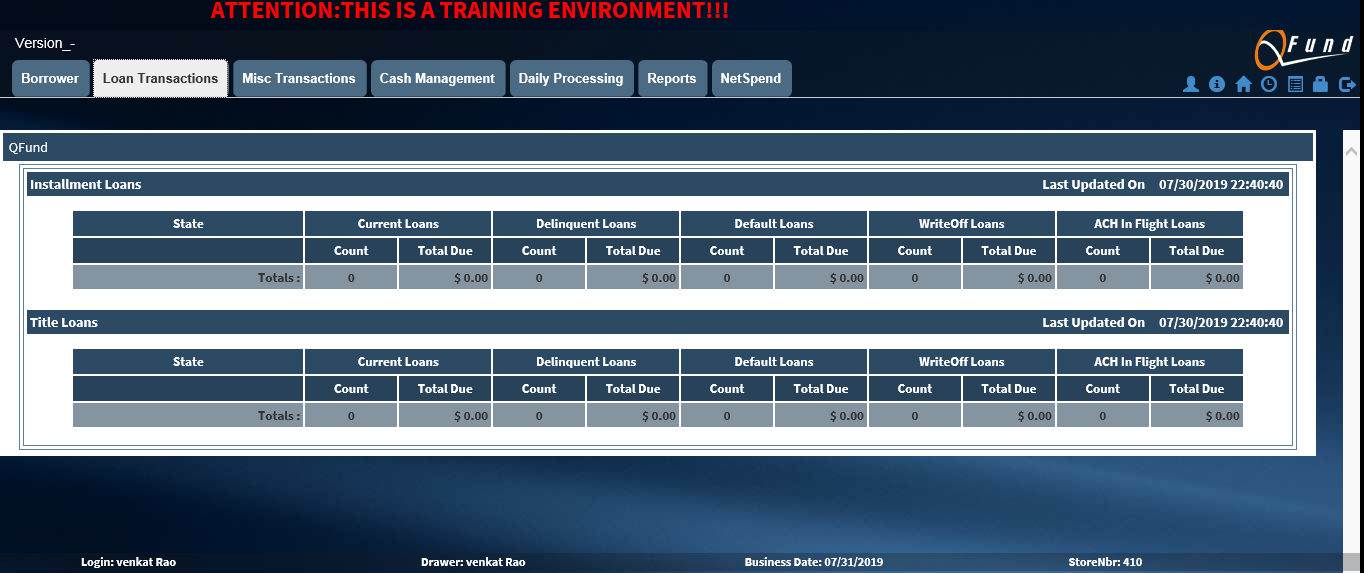 ATTENTION:THIS IS A TRAINING ENVIRONMENT!!!
Version_-
QFund
Borrower Loan Transactions Misc Transactions Cash Management Daily Processing Reports NetSpend
QFund
Installment Loans Last Updated On 07/30/2019 22:40:40
State Current Loans Delinquent Loans Default Loans WriteOff Loans ACH In Flight Loans
Count Total Due Count Total Due Count Total Due Count Total Due Count Total Due
Totals : 0 $ 0.00 0 $ 0.00 0 $ 0.00 0 $ 0.00 0 $ 0.00
Title Loans Last Updated On 07/30/2019 22:40:40
State Current Loans Delinquent Loans Default Loans WriteOff Loans ACH In Flight Loans
Count Total Due Count Total Due Count Total Due Count Total Due Count Total Due
Totals : 0 $ 0.00 0 $ 0.00 0 $ 0.00 0 $ 0.00 0 $ 0.00
Login: venkat Rao Drawer: venkat Rao Business Date: 07/31/2019 StoreNbr: 410